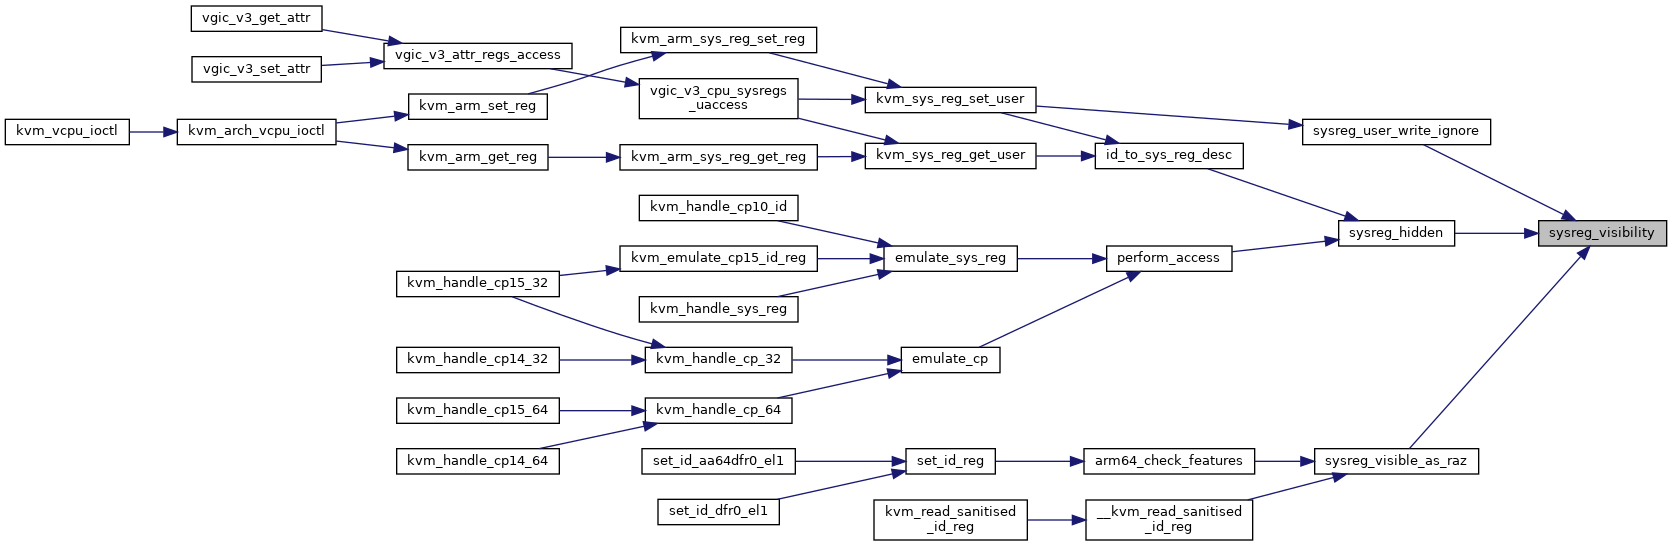 vgic_v3_get_attr
kvm_arm_sys_reg_set_reg
vgic_v3_attr_regs_access
vgic_v3_set_attr
vgic_v3_cpu_sysregs
_uaccess
kvm_sys_reg_set_user
kvm_arm_set_reg
kvm_vcpu_ioctl
kvm_arch_vcpu_ioctl
sysreg_user_write_ignore
kvm_arm_get_reg
kvm_arm_sys_reg_get_reg
kvm_sys_reg_get_user
id_to_sys_reg_desc
kvm_handle_cp10_id
sysreg_hidden
sysreg_visibility
kvm_emulate_cp15_id_reg
emulate_sys_reg
perform_access
kvm_handle_cp15_32
kvm_handle_sys_reg
kvm_handle_cp14_32
kvm_handle_cp_32
emulate_cp
kvm_handle_cp15_64
kvm_handle_cp_64
kvm_handle_cp14_64
set_id_aa64dfr0_el1
set_id_reg
arm64_check_features
sysreg_visible_as_raz
set_id_dfr0_el1
kvm_read_sanitised
_id_reg
__kvm_read_sanitised
_id_reg